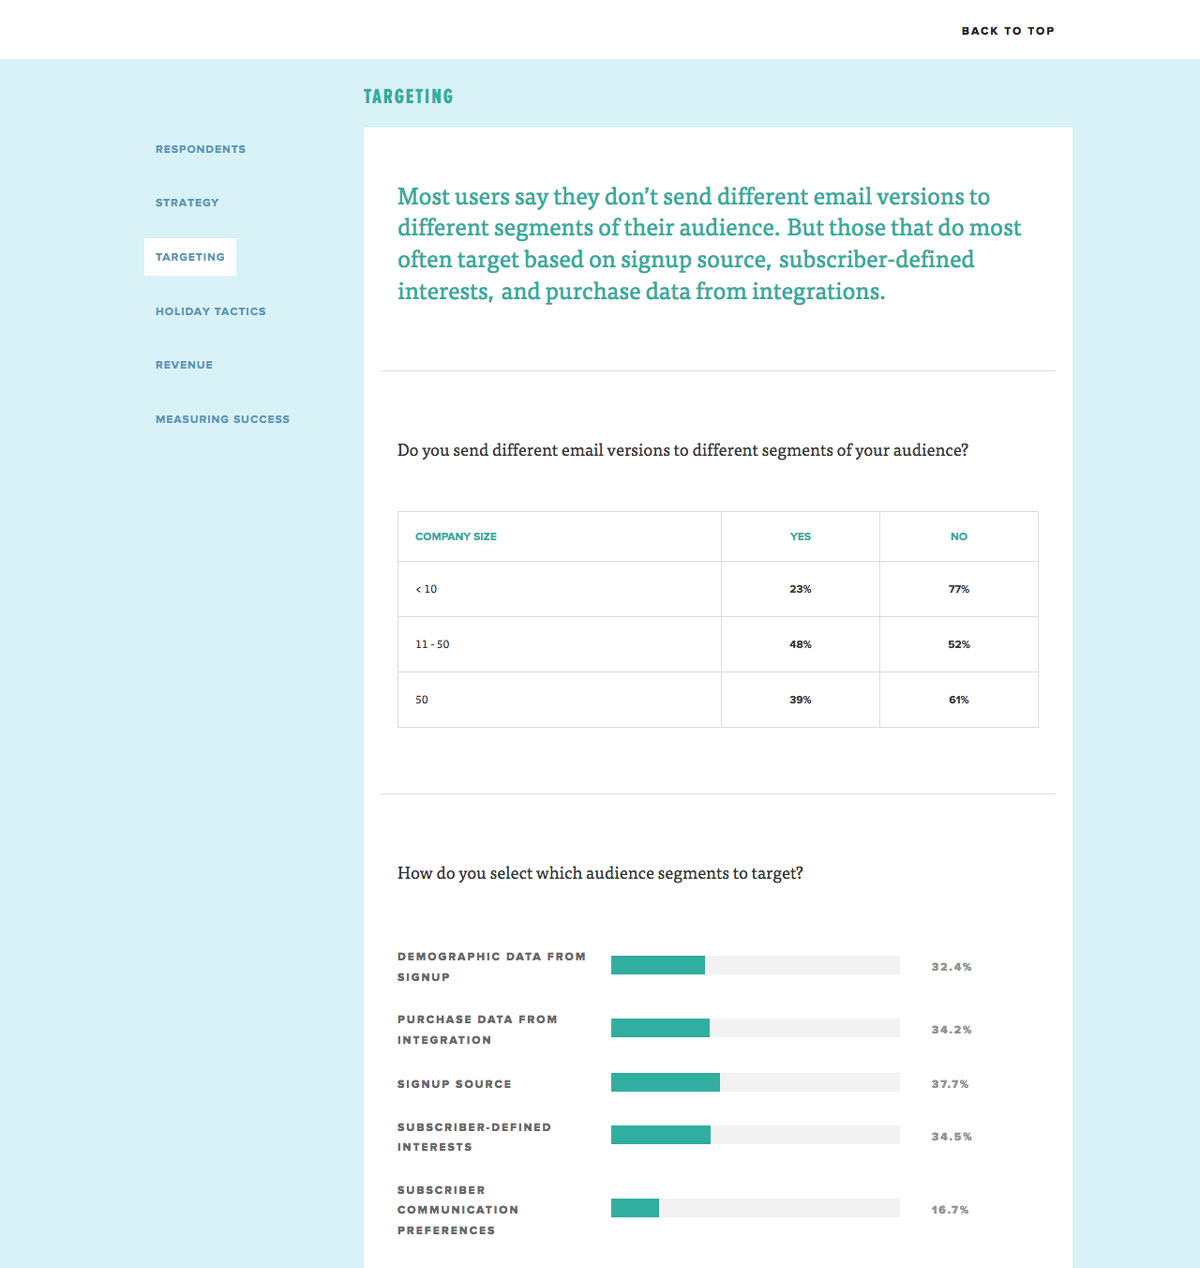 BACK TO TOP
TARGETING
RESPONDENTS
STRATEGY
TARGETING
HOLIDAY TACTICS
REVENUE
MEASURING SUCCESS
Most users say they don’t send different email versions to
different segments of their audience. But those that do most
often target based on signup source, subscriber-defined
interests, and purchase data from integrations.
Do you send different email versions to different segments of your audience?
COMPANY SIZE YES NO
< 10 23% 77%
11 - 50 48% 52%
50 39% 61%
How do you select which audience segments to target?
DEMOGRAPHIC DATA FROM
SIGNUP
32.4%
PURCHASE DATA FROM
INTEGRATION
34.2%
SIGNUP SOURCE 37.7%
SUBSCRIBER-DEFINED
INTERESTS
34.5%
SUBSCRIBER
COMMUNICATION
PREFERENCES
16.7%